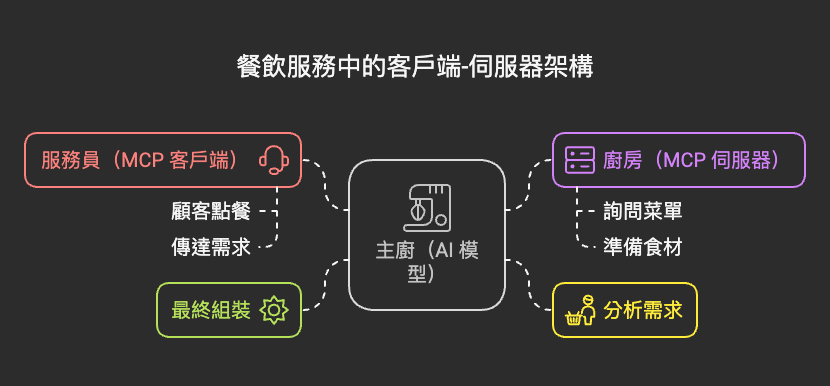 餐飲服務中的客戶端-伺服器架構
服務員（MCP 客戶端）
顧客點餐
傳達需求
最終組裝
主廚（AI 模
型）
廚房（MCP 伺服器）
詢問菜單
準備食材
分析需求